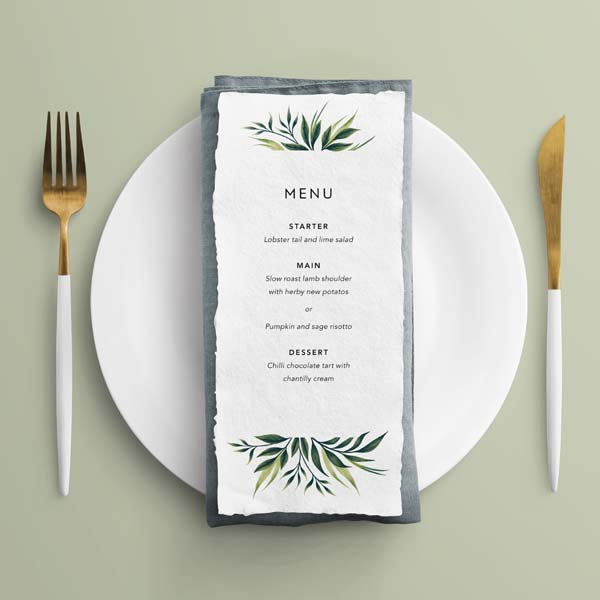 MENU
STARTER
Lobster tail and lime salad
MAIN
Slow roast lamb shoulder
with herby new potatos
or
Pumpkin and sage risotto
DESSERT
Chilli chocolate tart with
chantilly cream